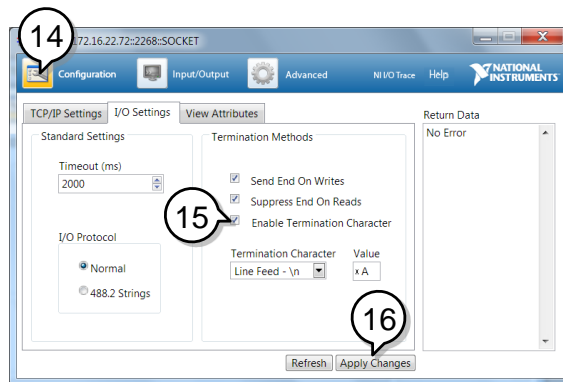 14
172.16.22.72::2268::SOCKET
Configuration Input/Output Advanced NI I/O Trace Help NATIONAL INSTRUMENTS
TCP/IP Settings I/O Settings View Attributes
Return Data
No Error
Standard Settings
Timeout (ms)
2000
I/O Protocol
Normal
488.2 Strings
Termination Methods
Send End On Writes
Suppress End On Reads
15
Enable Termination Character
Termination Character Value
Line Feed - \n x A
16
Refresh Apply Changes